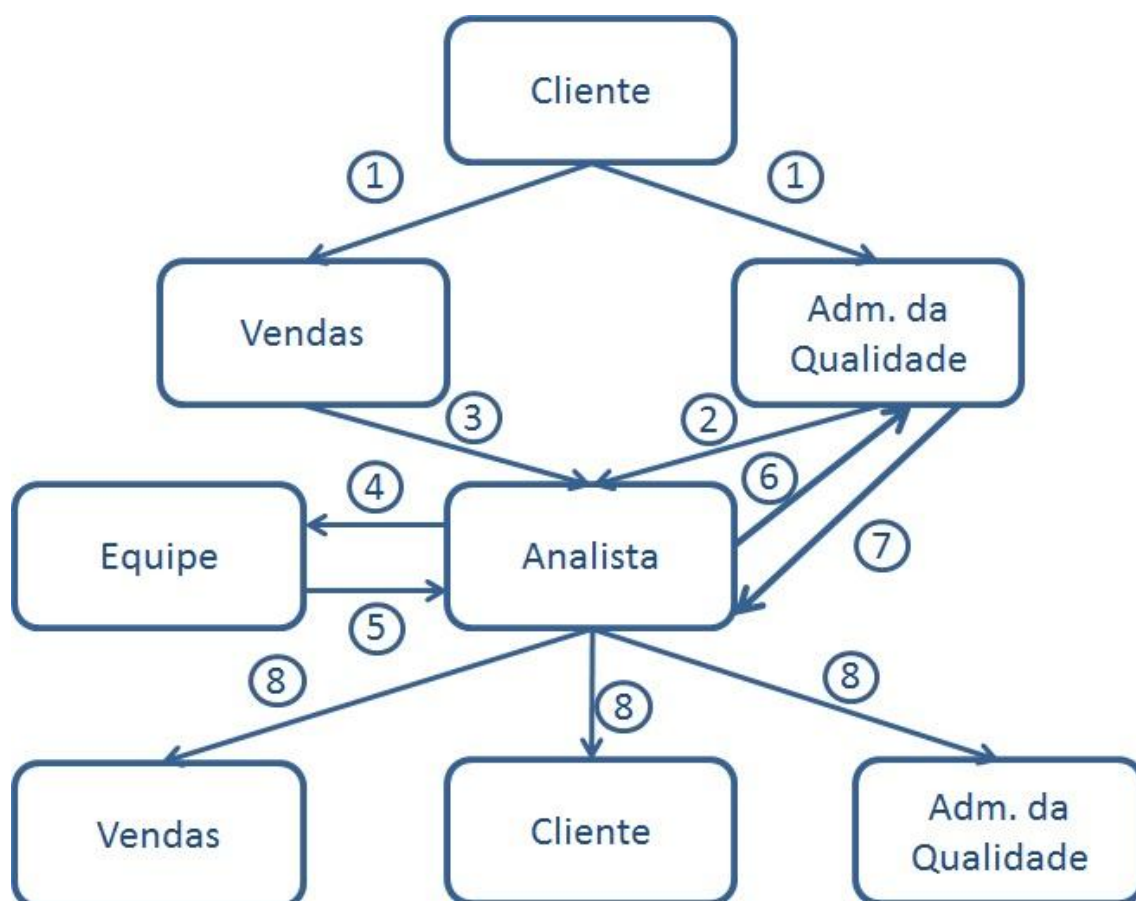 Cliente
1
1
Vendas
Adm. da
Qualidade
3
2
6
4
7
Equipe
Analista
5
8
8
8
Vendas
Cliente
Adm. da
Qualidade